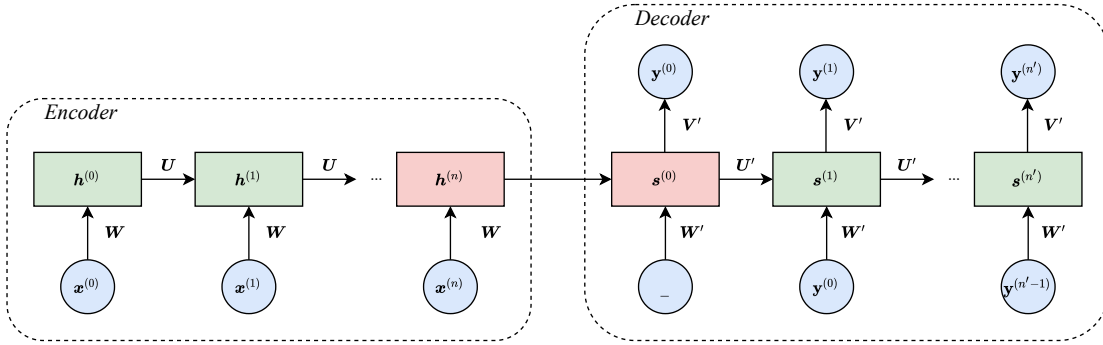 Decoder
y^(0) y^(1) y^(n′)
Encoder
V′ V′ V′
h^(0) U h^(1) U ... h^(n) s^(0) U′ s^(1) U′ ... s^(n′)
W W W W′ W′ W′
x^(0) x^(1) x^(n) _ y^(0) y^(n′−1)